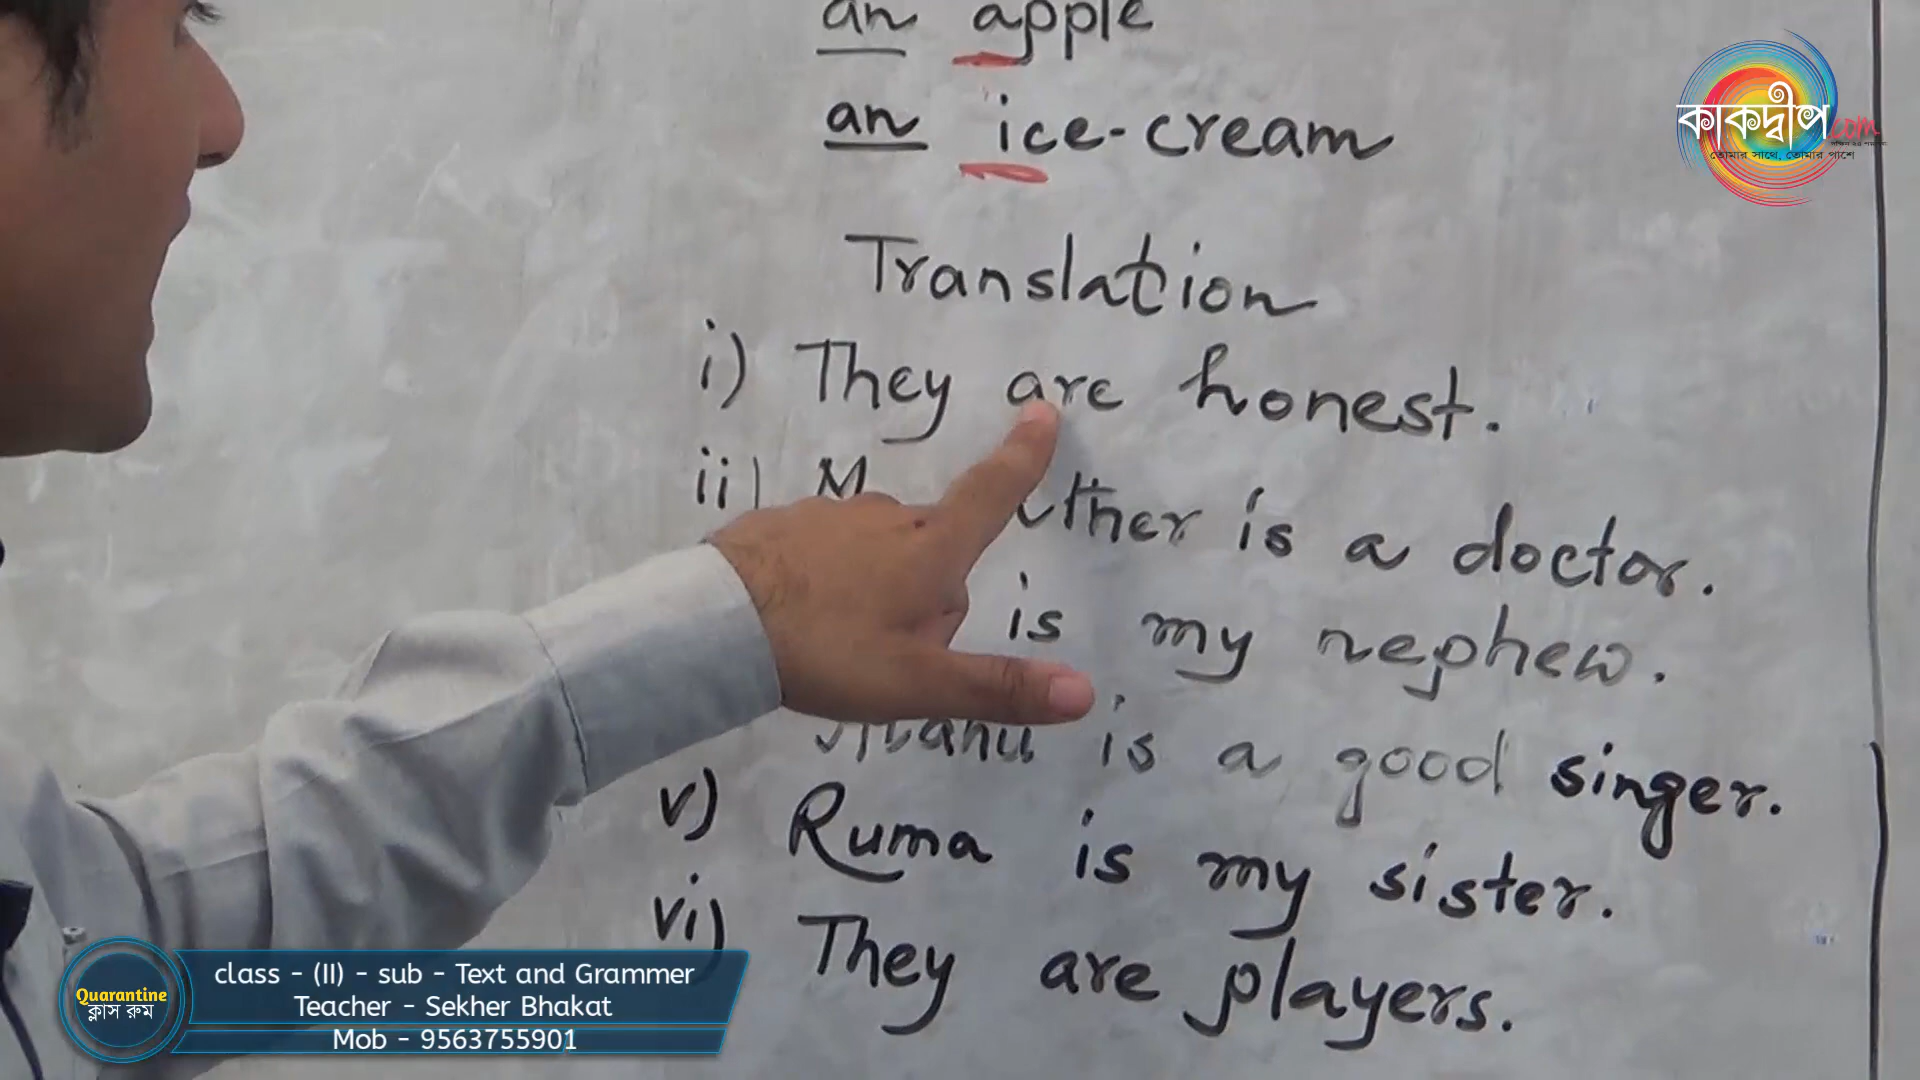 an apple
an ice-cream
Translation
i) They are honest.
ii) is a doctor.
is my nephew.
is a good singer.
v) Ruma is my sister.
vi) They are players.
কাকদ্বীপ.com
তোমার সাথে, তোমার পাশে
Quarantine
ক্লাস রুম
class - (II) - sub - Text and Grammer
Teacher - Sekher Bhakat
Mob - 9563755901